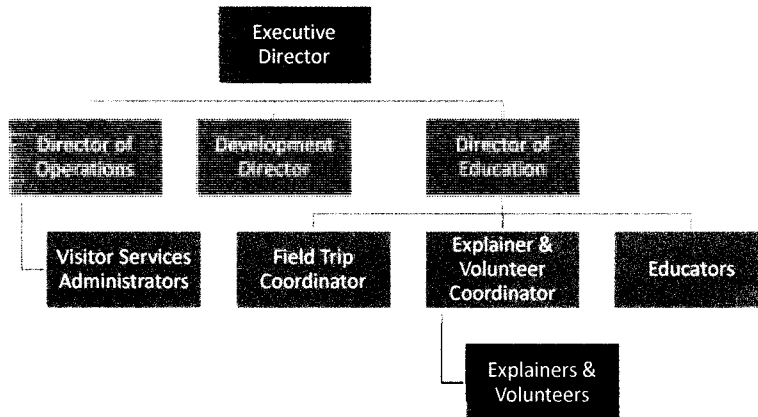 Executive
Director
Director of
Operations
Development
Director
Director of
Education
Visitor Services
Administrators
Field Trip
Coordinator
Explainer &
Volunteer
Coordinator
Educators
Explainers &
Volunteers